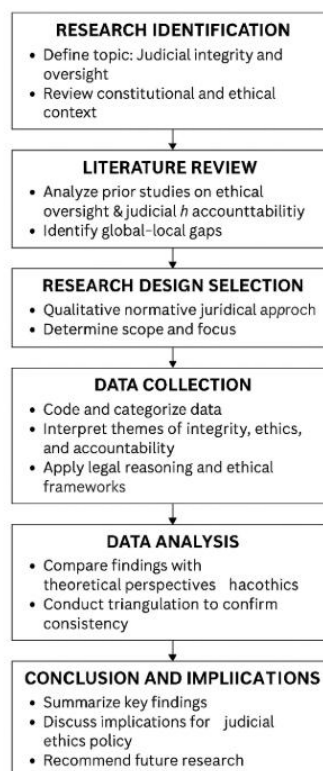 RESEARCH IDENTIFICATION
• Define topic: Judicial integrity and
oversight
• Review constitutional and ethical
context
LITERATURE REVIEW
• Analyze prior studies on ethical
oversight & judicial h accounttabilitiy
• Identify global–local gaps
RESEARCH DESIGN SELECTION
• Qualitative normative juridical approch
• Determine scope and focus
DATA COLLECTION
• Code and categorize data
• Interpret themes of integrity, ethics,
and accountability
• Apply legal reasoning and ethical
frameworks
DATA ANALYSIS
• Compare findings with
theoretical perspectives hacothics
• Conduct triangulation to confirm
consistency
CONCLUSION AND IMPLIICATIONS
• Summarize key findings
• Discuss implications for judicial
ethics policy
• Recommend future research